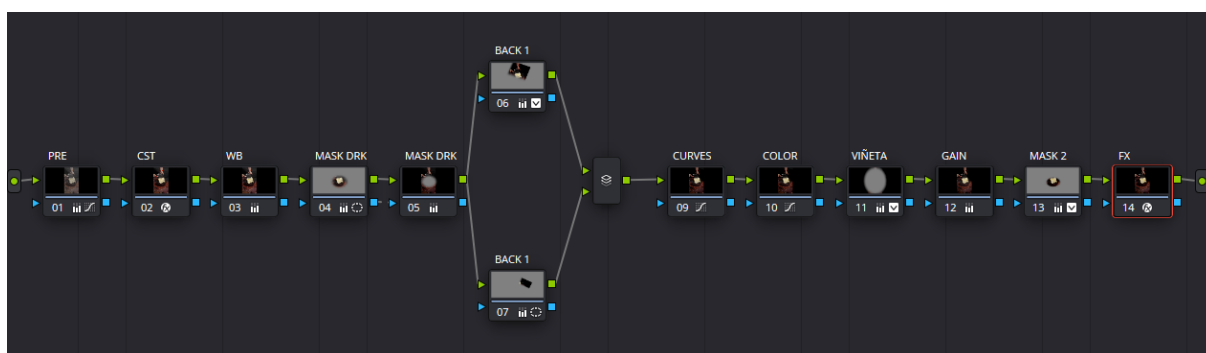 BACK 1
06
PRE
CST
WB
MASK DRK
MASK DRK
CURVES
COLOR
VIÑETA
GAIN
MASK 2
FX
01
02
03
04
05
09
10
11
12
13
14
BACK 1
07